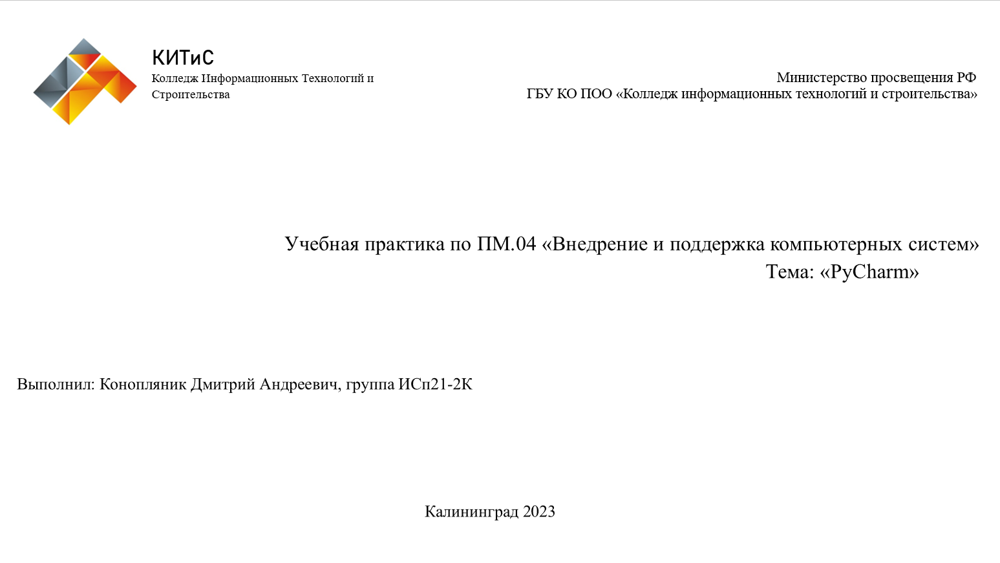 КИТиС
Колледж Информационных Технологий и
Строительства
Министерство просвещения РФ
ГБУ КО ПОО «Колледж информационных технологий и строительства»
Учебная практика по ПМ.04 «Внедрение и поддержка компьютерных систем»
Тема: «PyCharm»
Выполнил: Конопляник Дмитрий Андреевич, группа ИСп21-2К
Калининград 2023